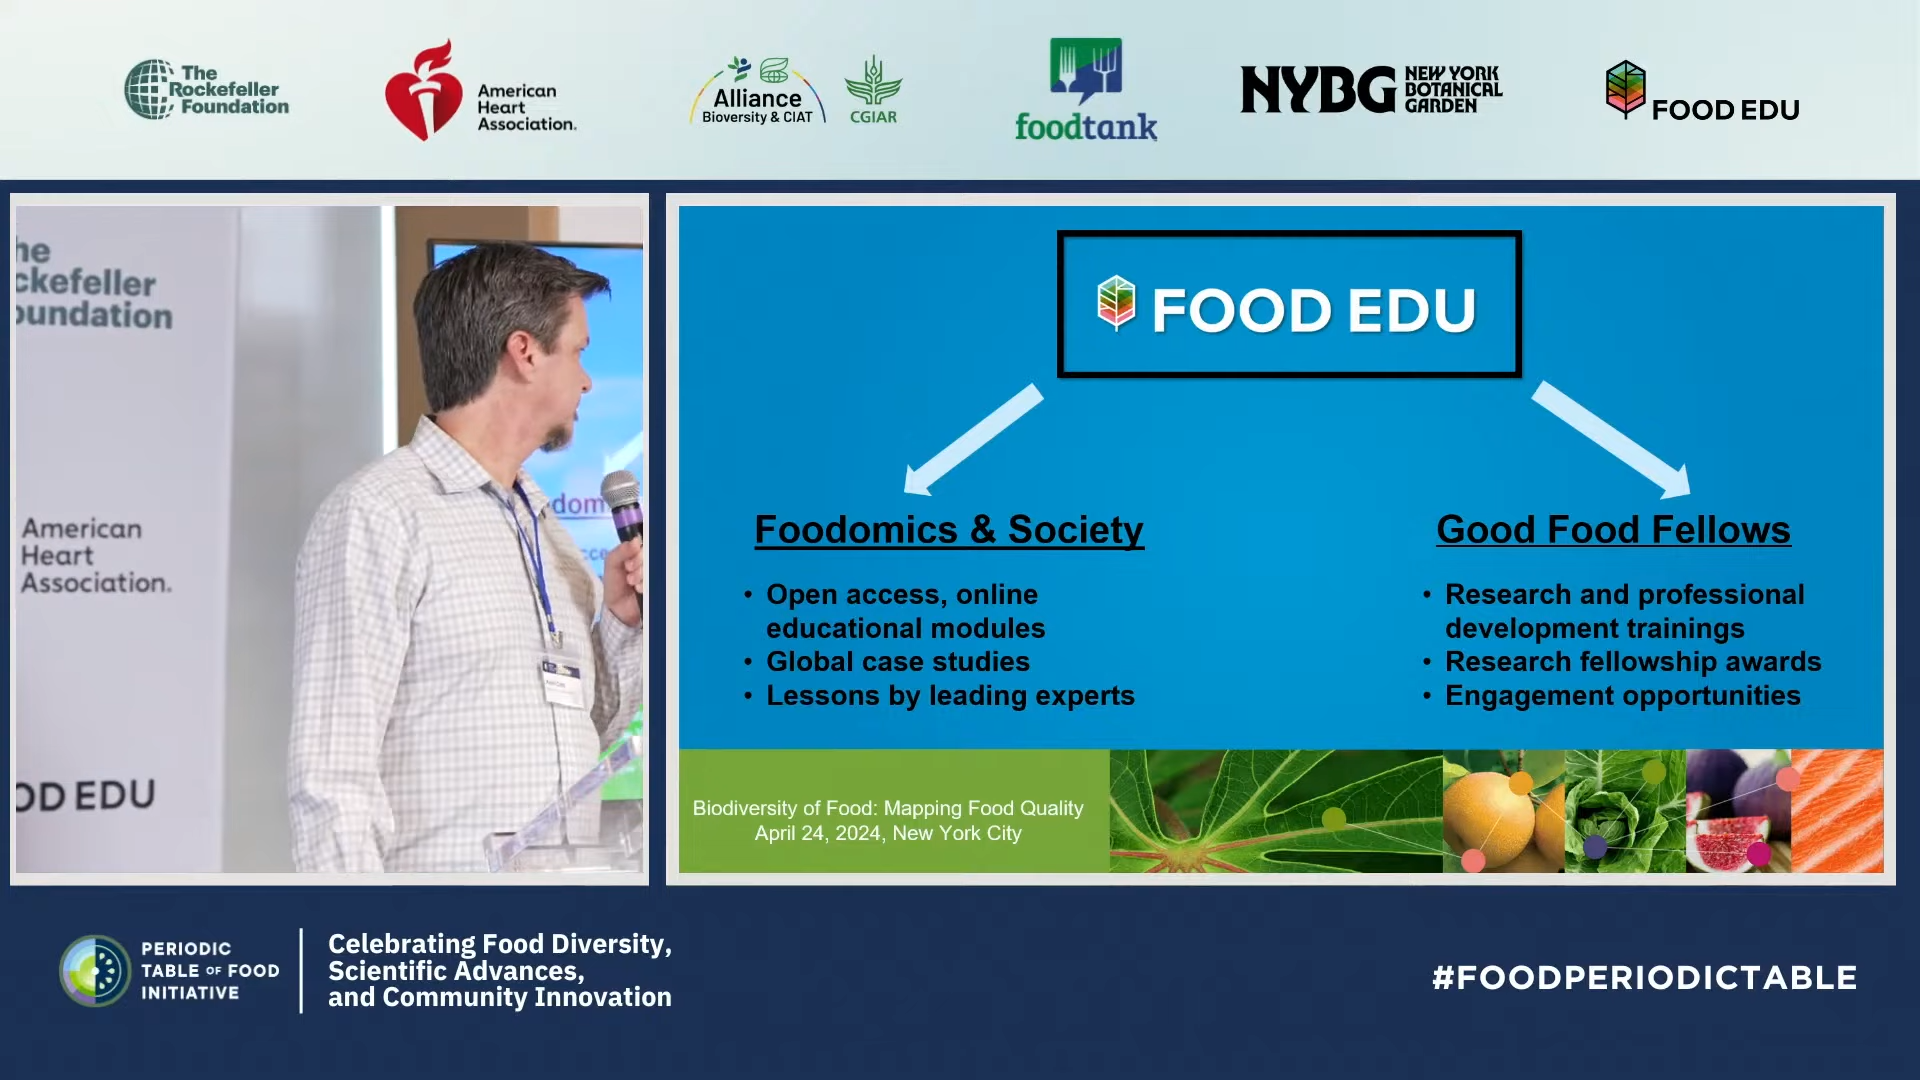 The
Rockefeller
Foundation
American
Heart
Association.
Alliance
Bioversity & CIAT
CGIAR
foodtank
NYBG
NEW YORK
BOTANICAL
GARDEN
FOOD EDU
he
ckefeller
oundation
American
Heart
Association.
OD EDU
dom
FOOD EDU
Foodomics & Society
• Open access, online
educational modules
• Global case studies
• Lessons by leading experts
Good Food Fellows
• Research and professional
development trainings
• Research fellowship awards
• Engagement opportunities
Biodiversity of Food: Mapping Food Quality
April 24, 2024, New York City
PERIODIC
TABLE OF FOOD
INITIATIVE
Celebrating Food Diversity,
Scientific Advances,
and Community Innovation
#FOODPERIODICTABLE